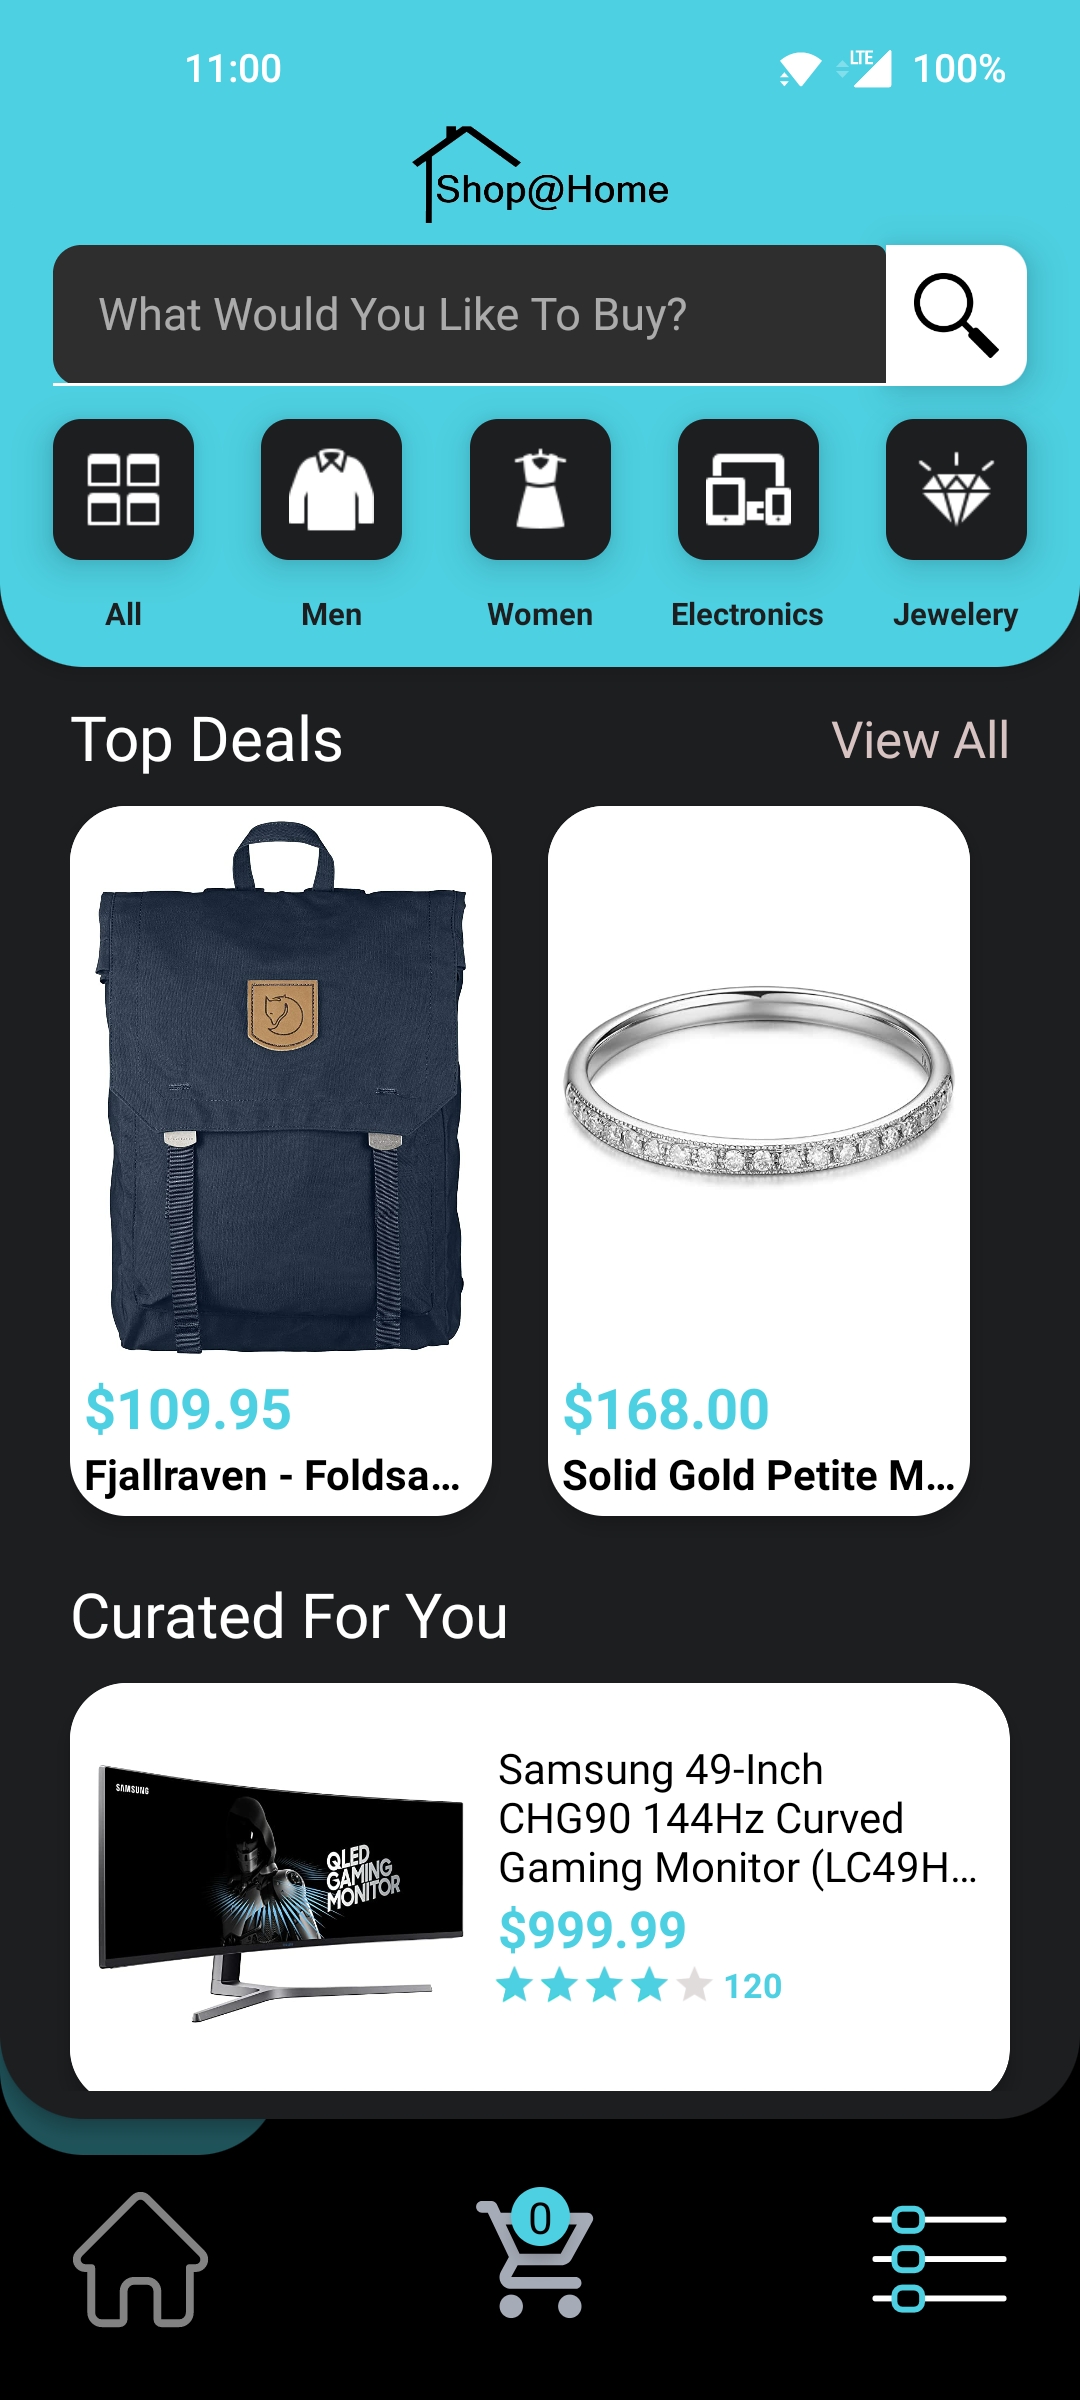 11:00
LTE
100%
Shop@Home
What Would You Like To Buy?
All
Men
Women
Electronics
Jewelery
Top Deals
View All
$109.95
$168.00
Fjallraven - Foldsa...
Solid Gold Petite M...
Curated For You
SAMSUNG
QLED
GAMING
MONITOR
Samsung 49-Inch
CHG90 144Hz Curved
Gaming Monitor (LC49H...
$999.99
120
0